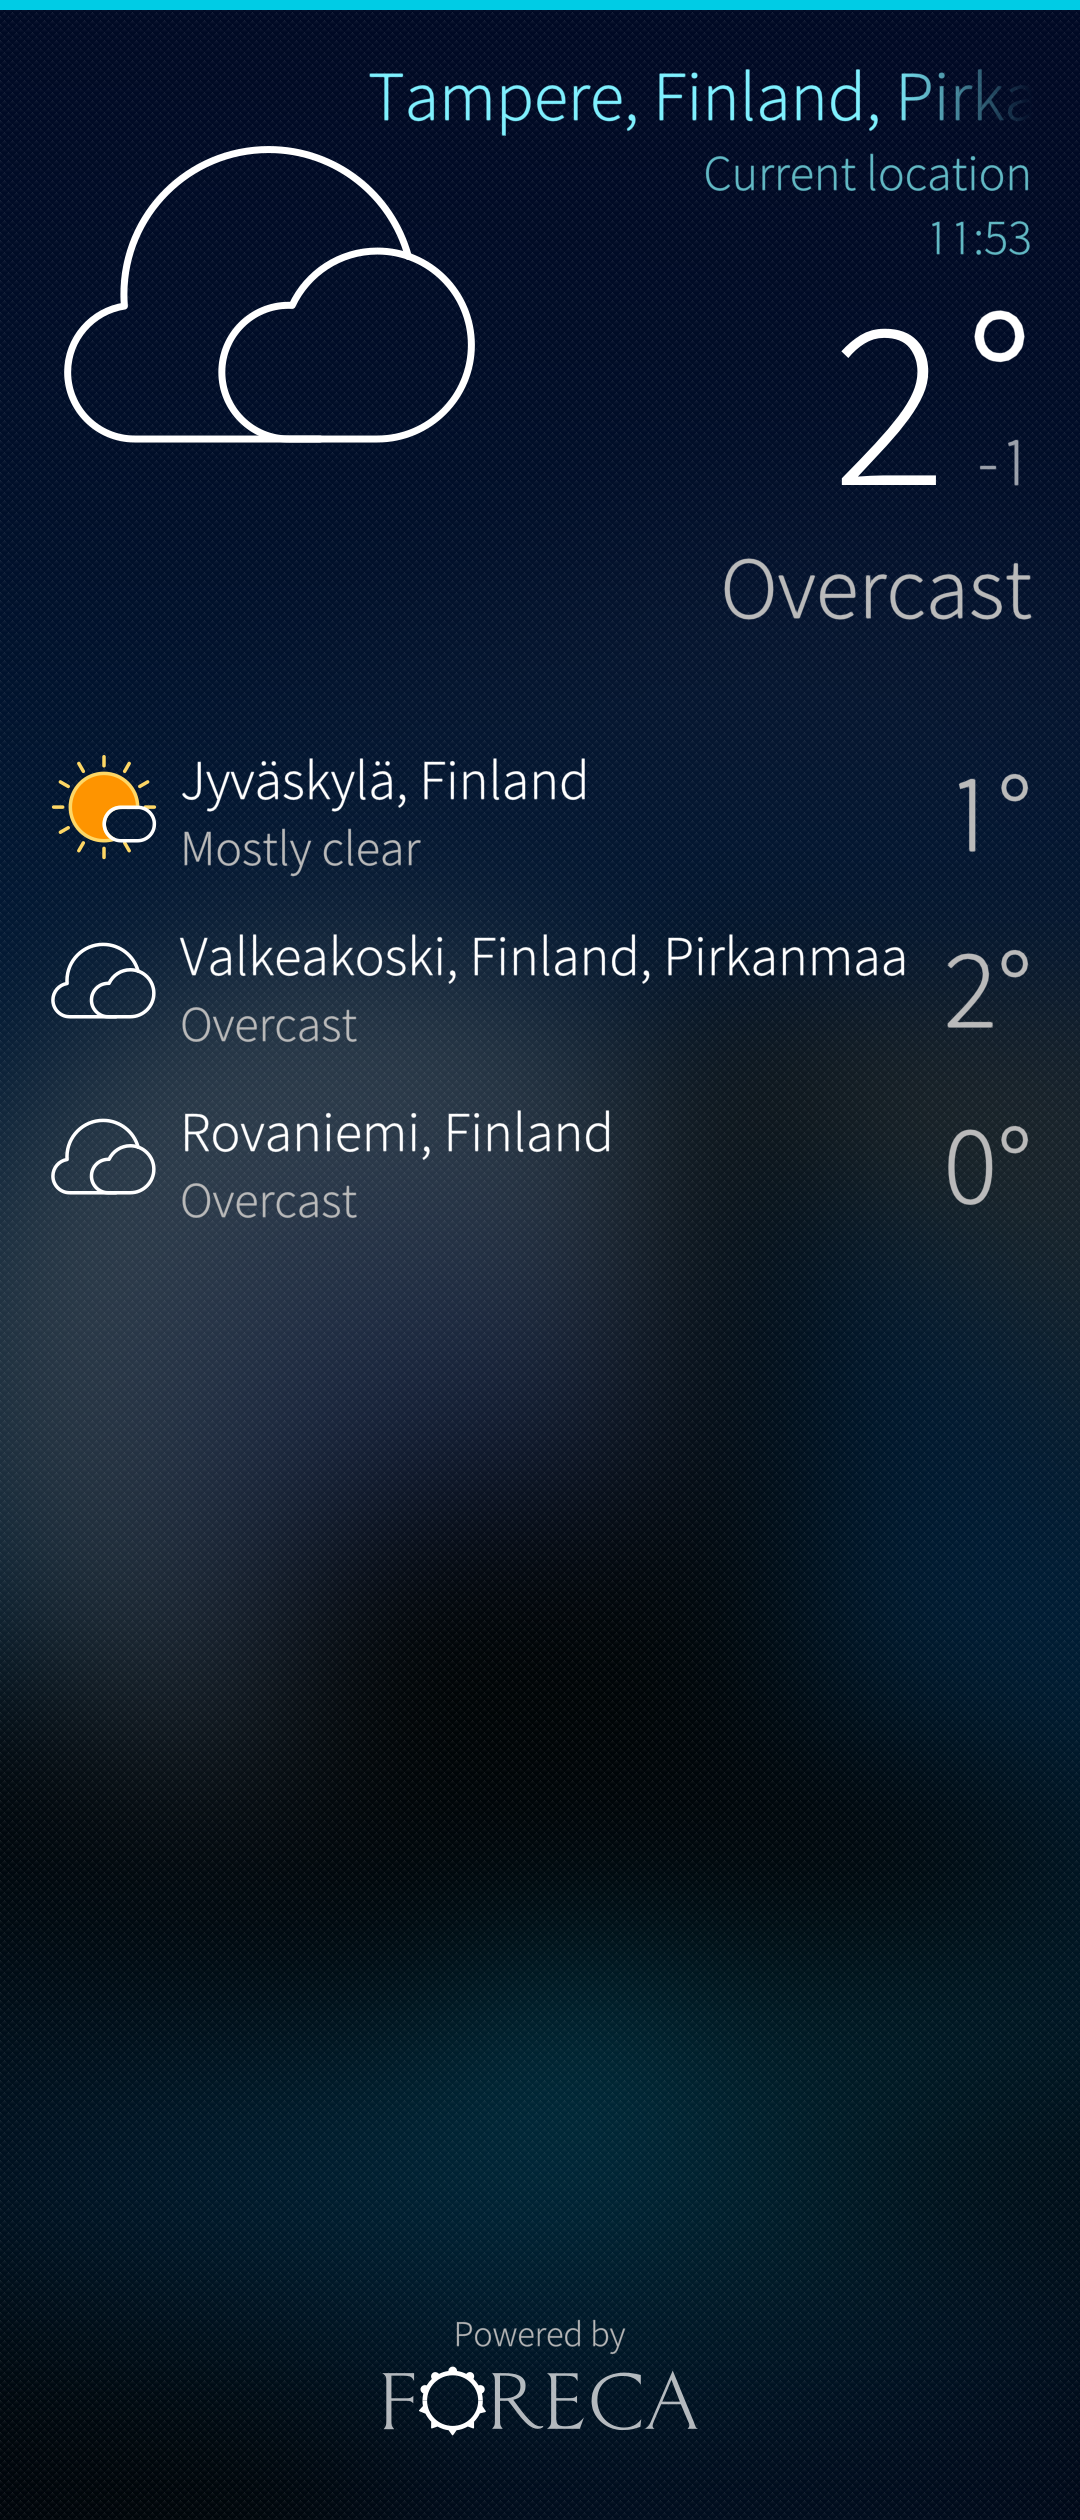 Tampere, Finland, Pirka
Current location
11:53
2°
-1
Overcast
Jyväskylä, Finland
Mostly clear
1°
Valkeakoski, Finland, Pirkanmaa
Overcast
2°
Rovaniemi, Finland
Overcast
0°
Powered by
FORECA